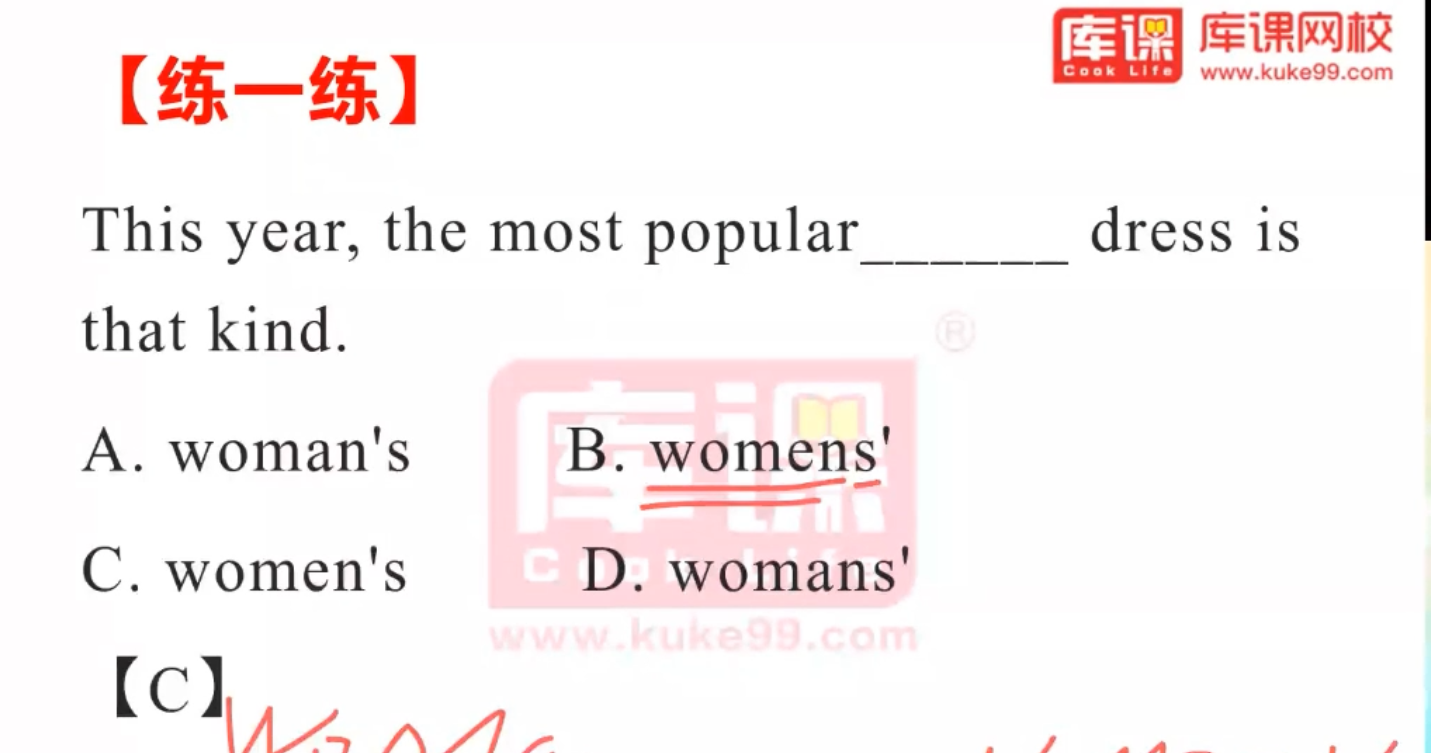 库课 库课网校
Cook Life www.kuke99.com
【练一练】
This year, the most popular______ dress is
that kind.
®
A. woman's B. womens'
C. women's D. womans'
库课
Cook Life
www.kuke99.com
【C】